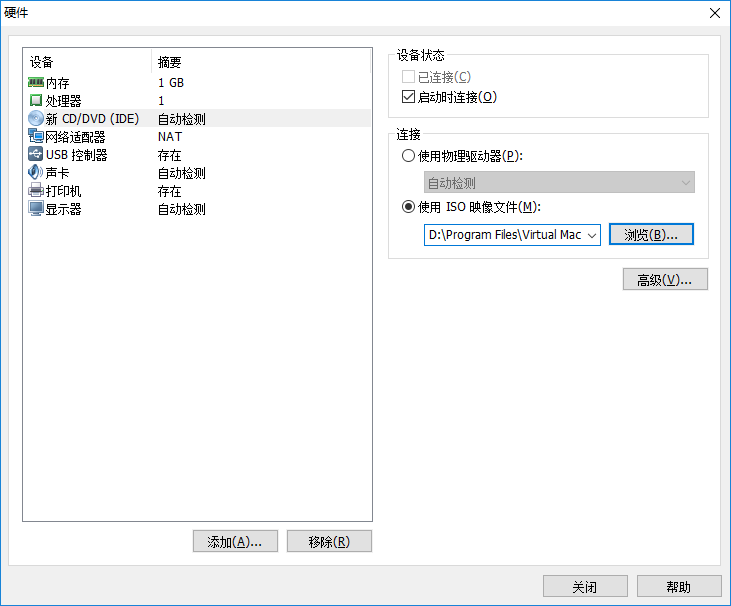 硬件
设备 摘要
内存 1 GB
处理器 1
新 CD/DVD (IDE) 自动检测
网络适配器 NAT
USB 控制器 存在
声卡 自动检测
打印机 存在
显示器 自动检测
添加(A)... 移除(R)
设备状态
已连接(C)
启动时连接(O)
连接
使用物理驱动器(P):
自动检测
使用 ISO 映像文件(M):
D:\Program Files\Virtual Mac 浏览(B)...
高级(V)...
关闭 帮助